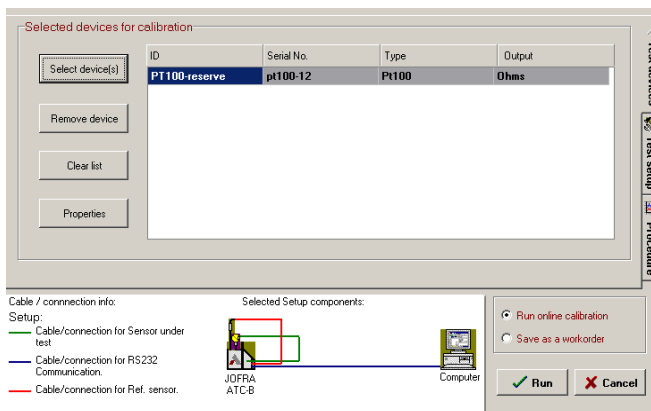 Selected devices for calibration
Select device(s)
Remove device
Clear list
Properties
ID Serial No. Type Output
PT100-reserve pt100-12 Pt100 Ohms
Test devices
Test Setup
Procedure
Cable / connnection info:
Setup:
Cable/connection for Sensor under
test
Cable/connection for RS232
Communication.
Cable/connection for Ref. sensor.
Selected Setup components:
JOFRA
ATC-B
Computer
Run online calibration
Save as a workorder
Run
Cancel